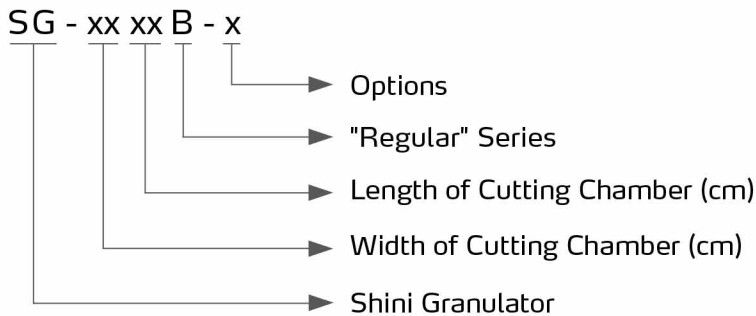 SG - xx xx B - x
Options
"Regular" Series
Length of Cutting Chamber (cm)
Width of Cutting Chamber (cm)
Shini Granulator